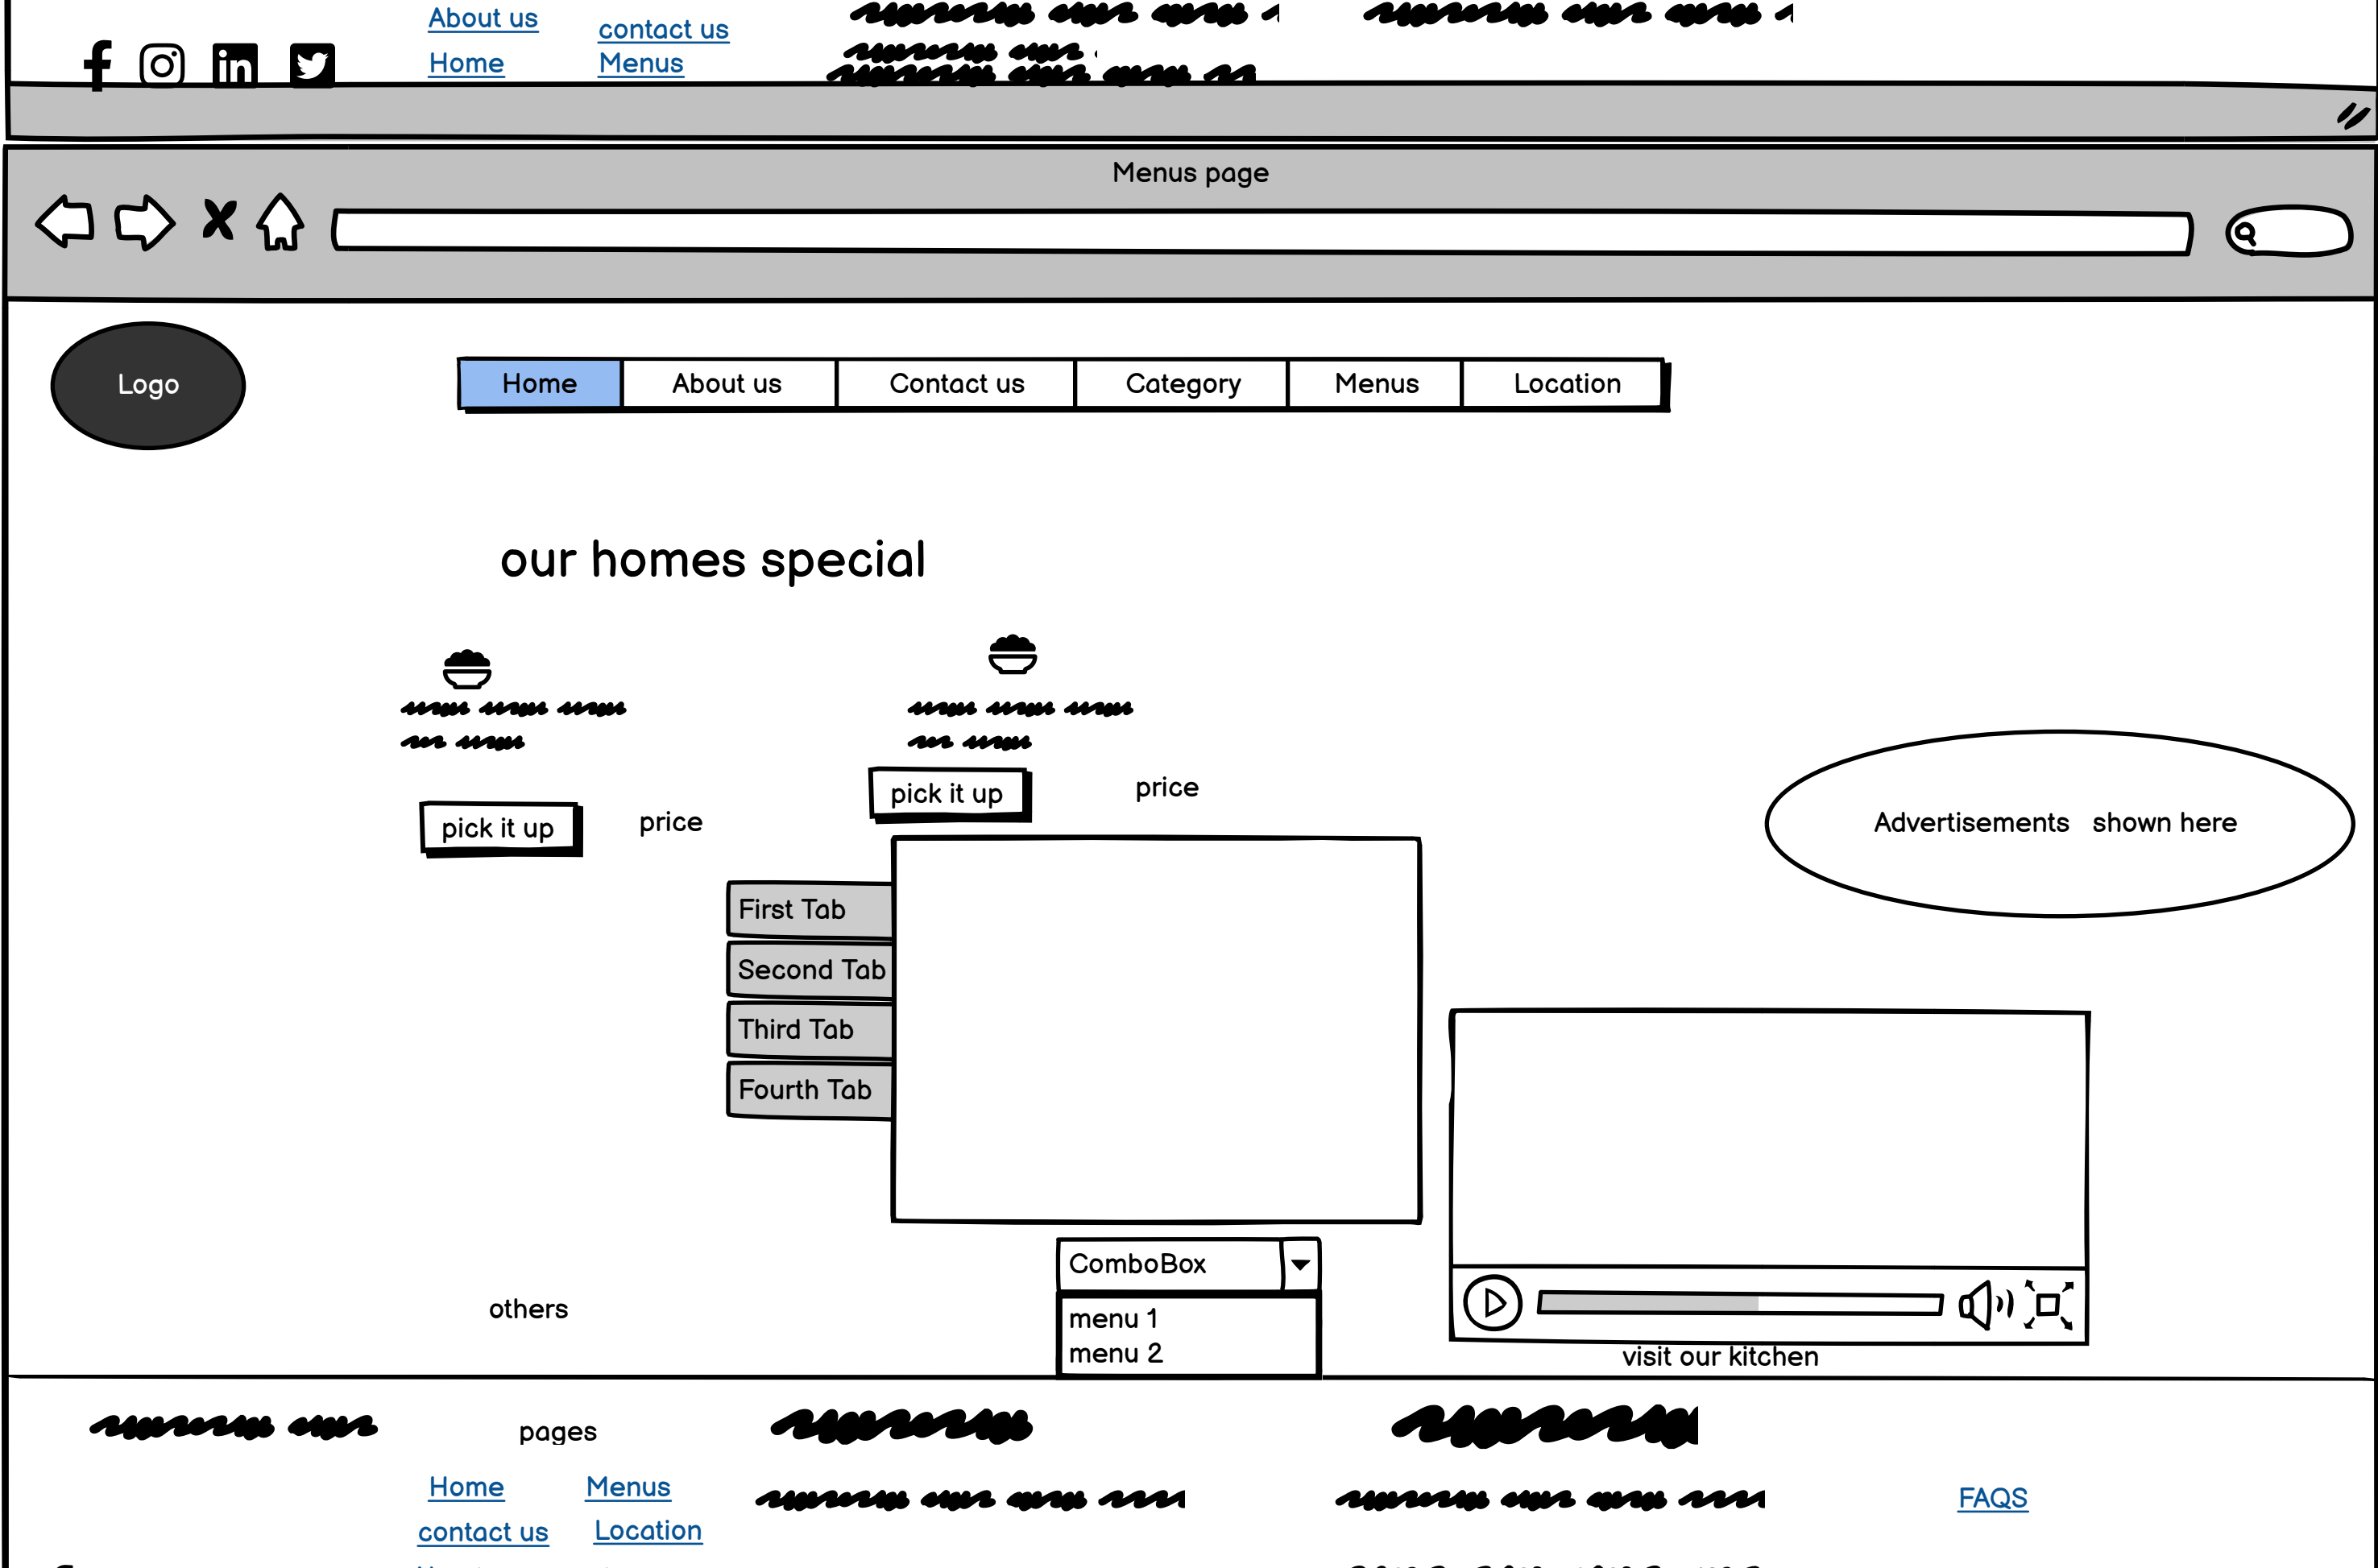 About us contact us
Home Menus
Menus page
Logo
Home About us Contact us Category Menus Location
our homes special
pick it up price
pick it up price
Advertisements shown here
First Tab
Second Tab
Third Tab
Fourth Tab
ComboBox
menu 1
menu 2
others
visit our kitchen
pages
Home Menus
FAQS
contact us Location